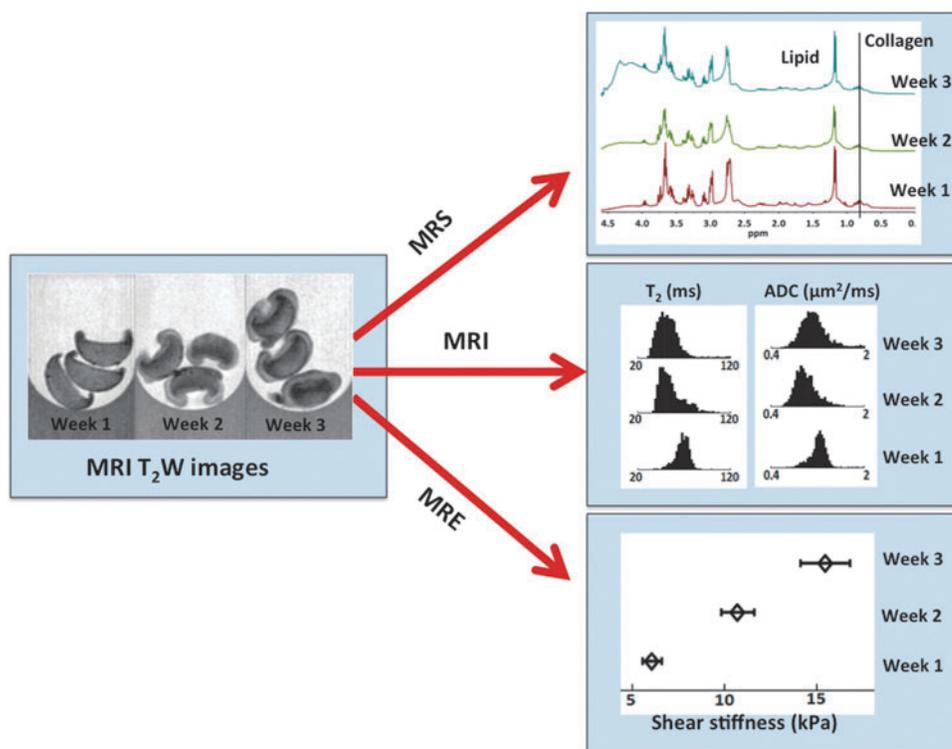 Week 1
Week 2
Week 3
MRI T₂W images
MRS
MRI
MRE
Collagen
Lipid
Week 3
Week 2
Week 1
4.5 4.0 3.5 3.0 2.5 2.0 1.5 1.0 0.
ppm
T₂ (ms) ADC (μm²/ms)
Week 3
20 120 0.4 2
Week 2
20 120 0.4 2
Week 1
20 120 0.4 2
Week 3
Week 2
Week 1
5 10 15
Shear stiffness (kPa)